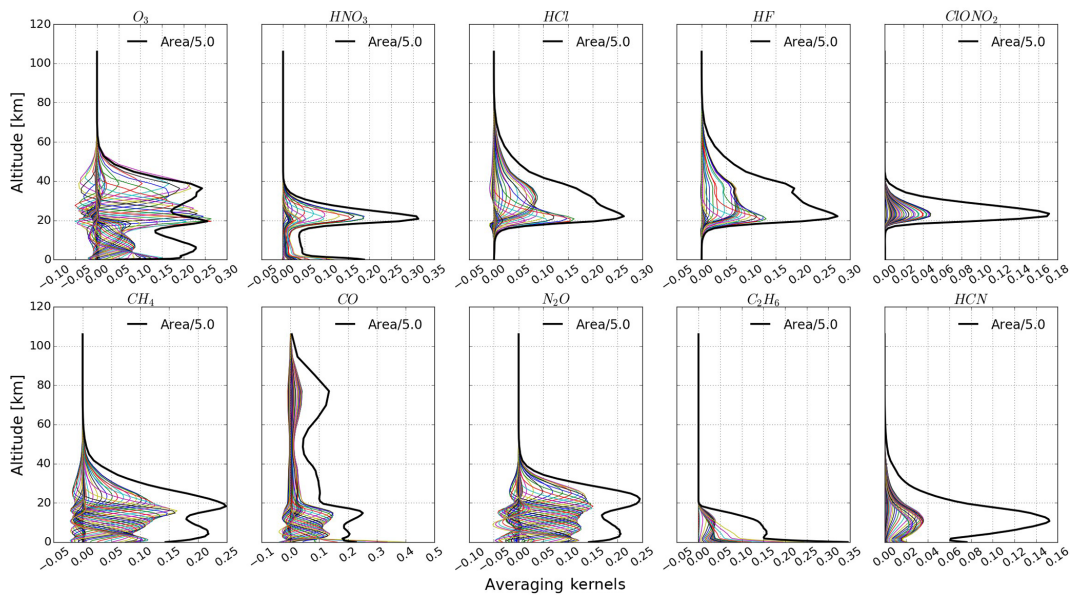 O₃ HNO₃ HCl HF ClONO₂
Altitude [km]
120
100
80
60
40
20
0
Area/5.0 Area/5.0 Area/5.0 Area/5.0 Area/5.0
−0.10 −0.05 0.00 0.05 0.10 0.15 0.20 0.25 0.30
−0.05 0.00 0.05 0.10 0.15 0.20 0.25 0.30 0.35
−0.05 0.00 0.05 0.10 0.15 0.20 0.25 0.30
−0.05 0.00 0.05 0.10 0.15 0.20 0.25 0.30
0.00 0.02 0.04 0.06 0.08 0.10 0.12 0.14 0.16 0.18
CH₄ CO N₂O C₂H₆ HCN
Altitude [km]
120
100
80
60
40
20
0
Area/5.0 Area/5.0 Area/5.0 Area/5.0 Area/5.0
−0.05 0.00 0.05 0.10 0.15 0.20 0.25
−0.1 0.0 0.1 0.2 0.3 0.4 0.5
−0.10 −0.05 0.00 0.05 0.10 0.15 0.20 0.25
−0.05 0.00 0.05 0.10 0.15 0.20 0.25 0.30 0.35
0.00 0.02 0.04 0.06 0.08 0.10 0.12 0.14 0.16
Averaging kernels